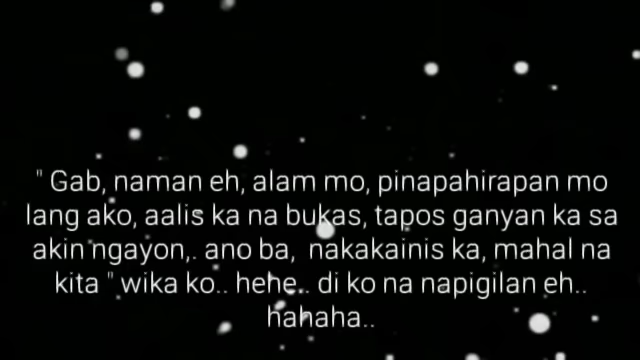 " Gab, naman eh, alam mo, pinapahirapan mo
lang ako, aalis ka na bukas, tapos ganyan ka sa
akin ngayon,. ano ba,  nakakainis ka, mahal na
kita " wika ko.. hehe.. di ko na napigilan eh..
hahaha..